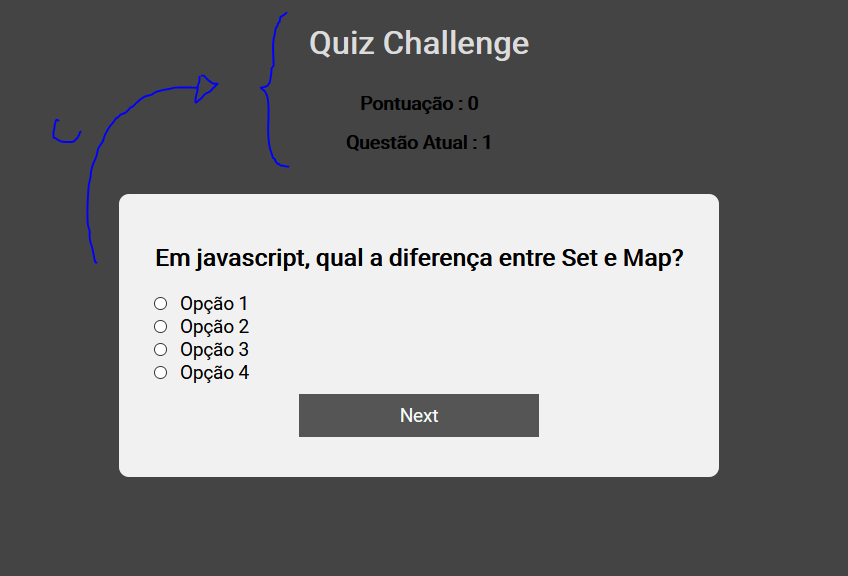 Quiz Challenge
Pontuação : 0
Questão Atual : 1
Em javascript, qual a diferença entre Set e Map?
Opção 1
Opção 2
Opção 3
Opção 4
Next